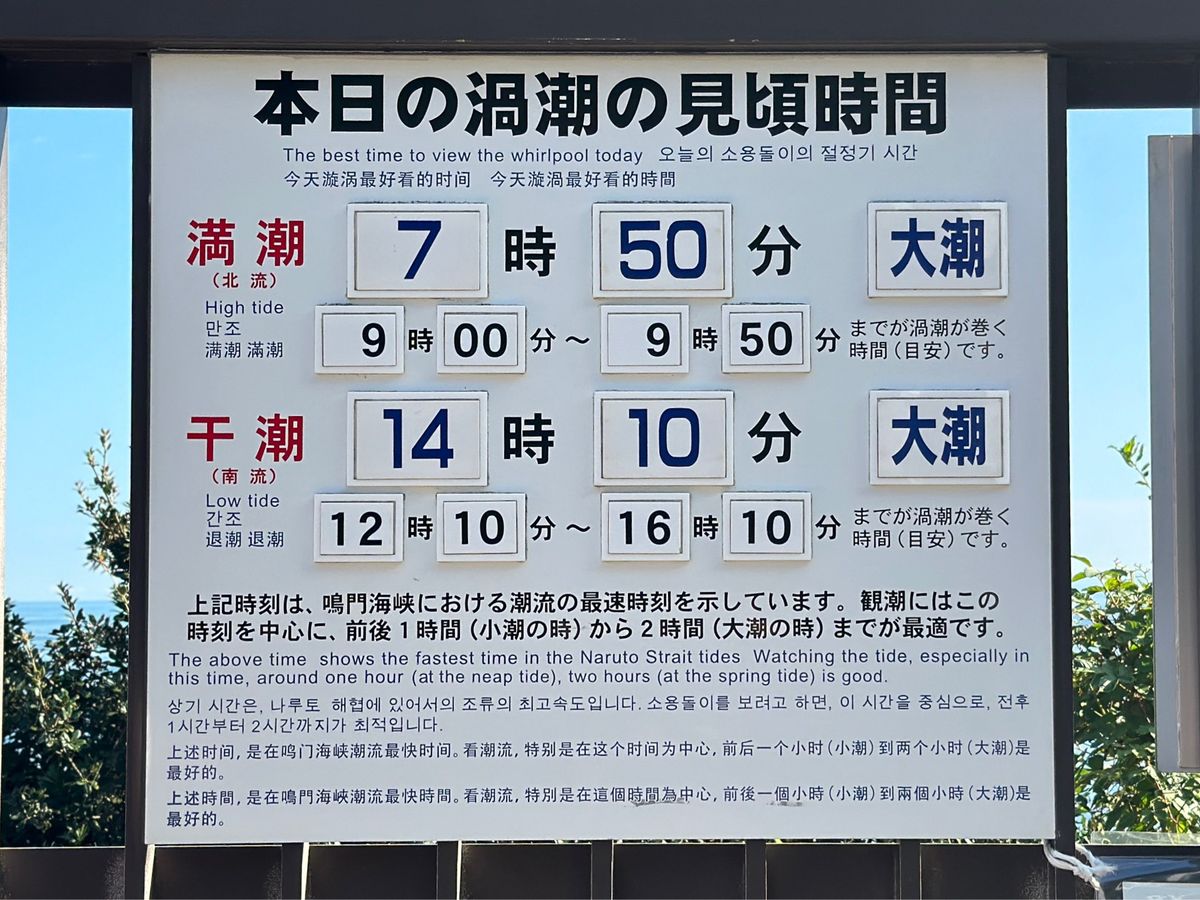 本日の渦潮の見頃時間
The best time to view the whirlpool today 오늘의 소용돌이의 절정기 시간
今天漩涡最好看的时间 今天漩渦最好看的時間
満潮 7時50分 大潮
（北流）
High tide
만조
满潮 滿潮
9時00分～9時50分 までが渦潮が巻く
時間（目安）です。
干潮 14時10分 大潮
（南流）
Low tide
간조
退潮 退潮
12時10分～16時10分 までが渦潮が巻く
時間（目安）です。
上記時刻は、鳴門海峡における潮流の最速時刻を示しています。観潮にはこの
時刻を中心に、前後１時間（小潮の時）から２時間（大潮の時）までが最適です。
The above time shows the fastest time in the Naruto Strait tides Watching the tide, especially in
this time, around one hour (at the neap tide), two hours (at the spring tide) is good.
상기 시간은, 나루토 해협에 있어서의 조류의 최고속도입니다. 소용돌이를 보려고 하면, 이 시간을 중심으로, 전후
1시간부터 2시간까지가 최적입니다.
上述时间，是在鸣门海峡潮流最快时间。看潮流，特别是在这个时间为中心，前后一个小时（小潮）到两个小时（大潮）是
最好的。
上述時間，是在鳴門海峽潮流最快時間。看潮流，特別是在這個時間為中心，前後一個小時（小潮）到兩個小時（大潮）是
最好的。